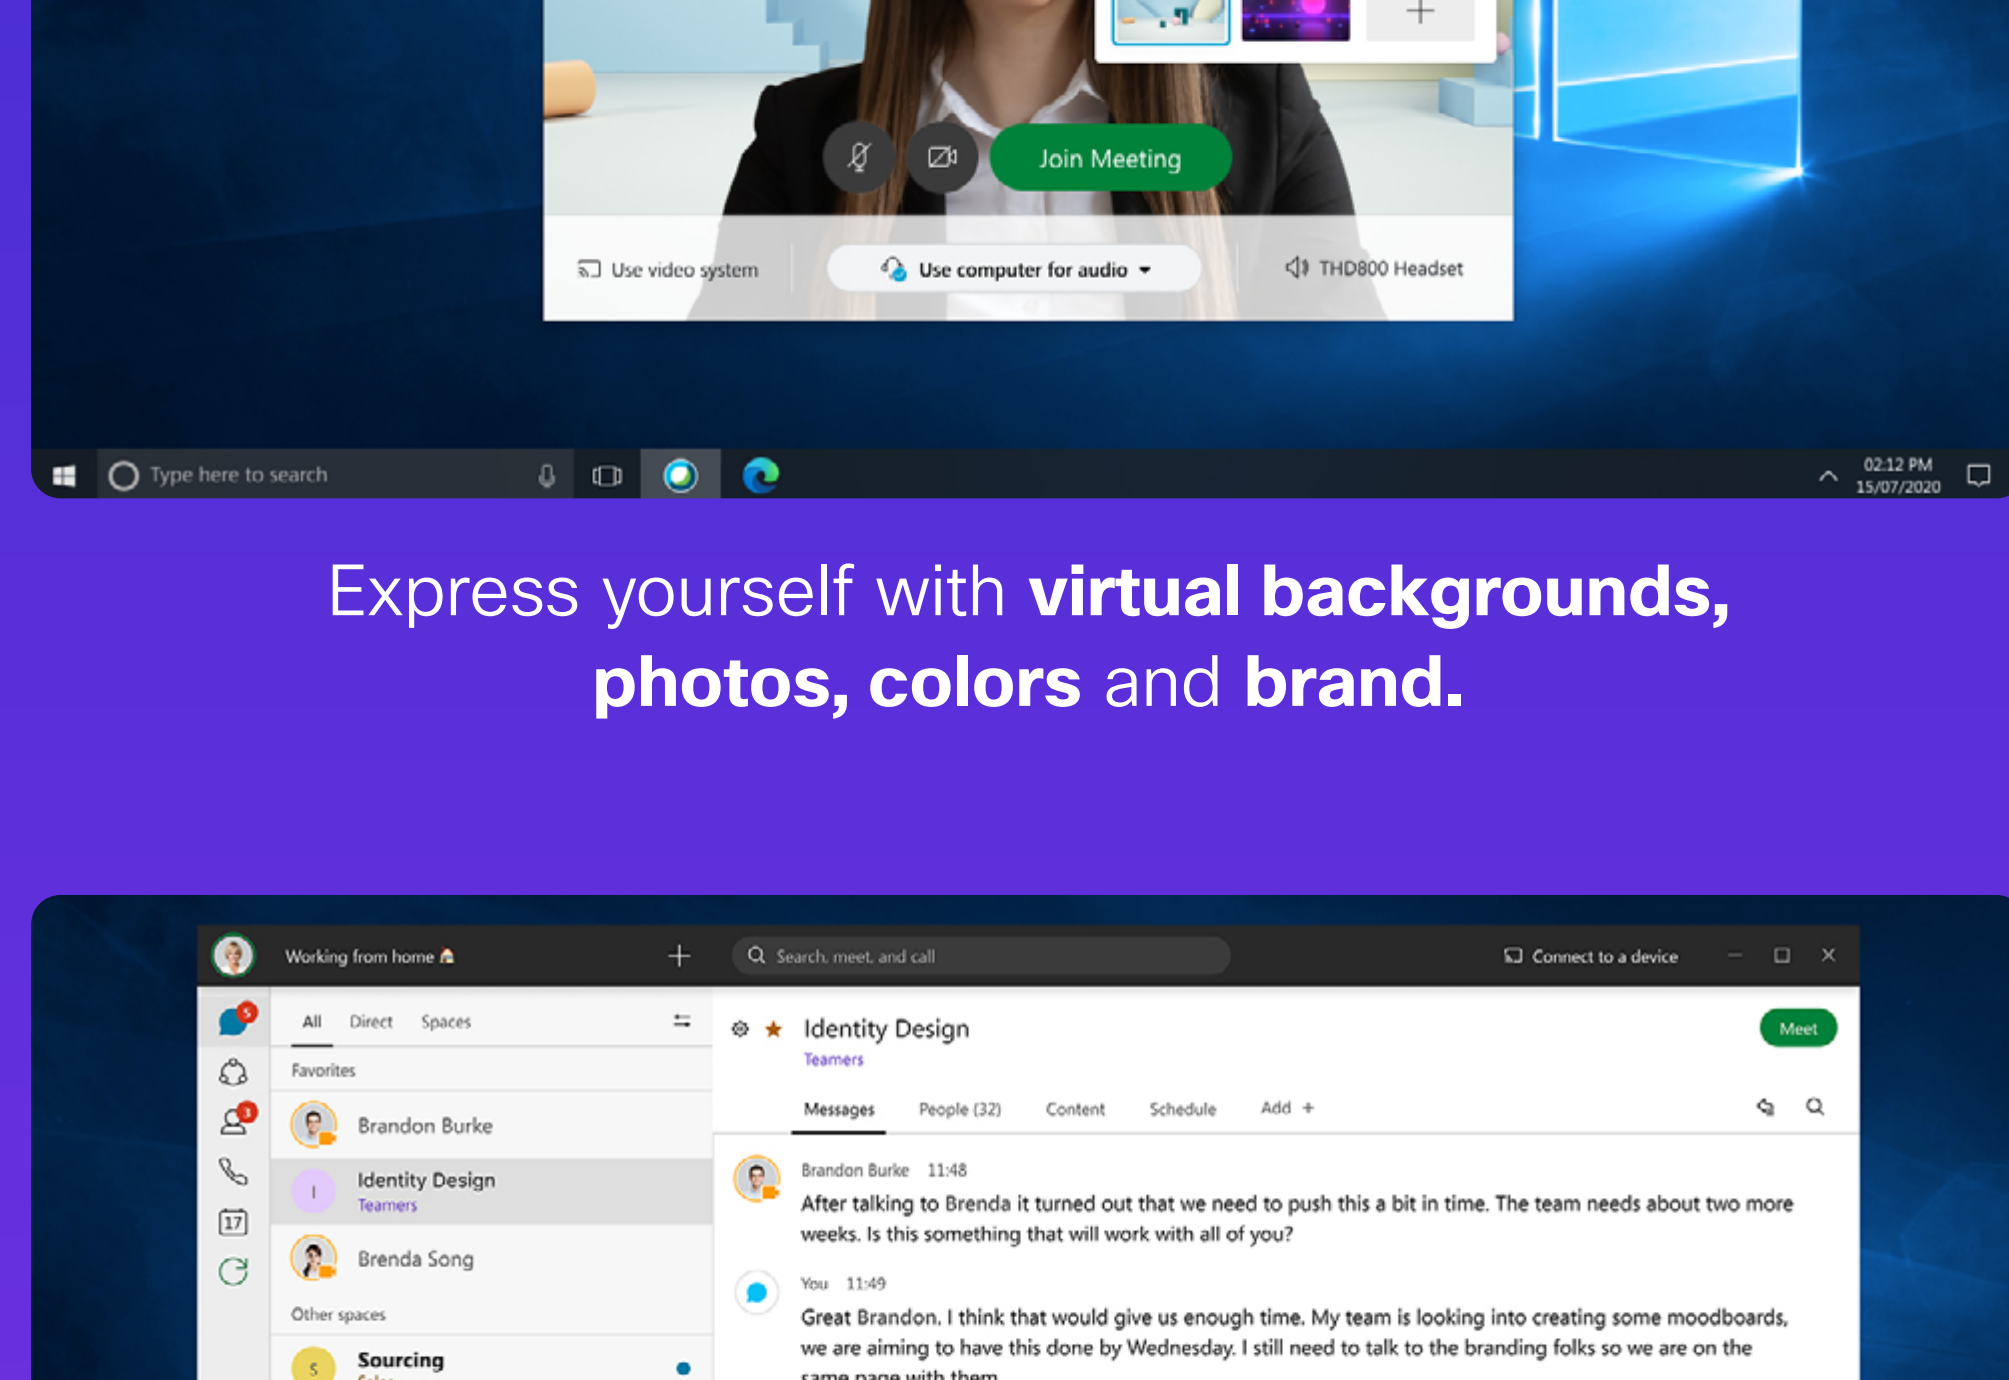 Join Meeting
Use video system
Use computer for audio
THD800 Headset
Type here to search
02:12 PM
15/07/2020
Express yourself with virtual backgrounds,
photos, colors and brand.
Working from home
Search, meet, and call
Connect to a device
5
All Direct Spaces
Identity Design
Meet
Teamers
Favorites
3
Brandon Burke
Messages People (32) Content Schedule Add +
I
Identity Design
Teamers
17
Brenda Song
Other spaces
S
Sourcing
Brandon Burke 11:48
After talking to Brenda it turned out that we need to push this a bit in time. The team needs about two more
weeks. Is this something that will work with all of you?
You 11:49
Great Brandon. I think that would give us enough time. My team is looking into creating some moodboards,
we are aiming to have this done by Wednesday. I still need to talk to the branding folks so we are on the
same page with them